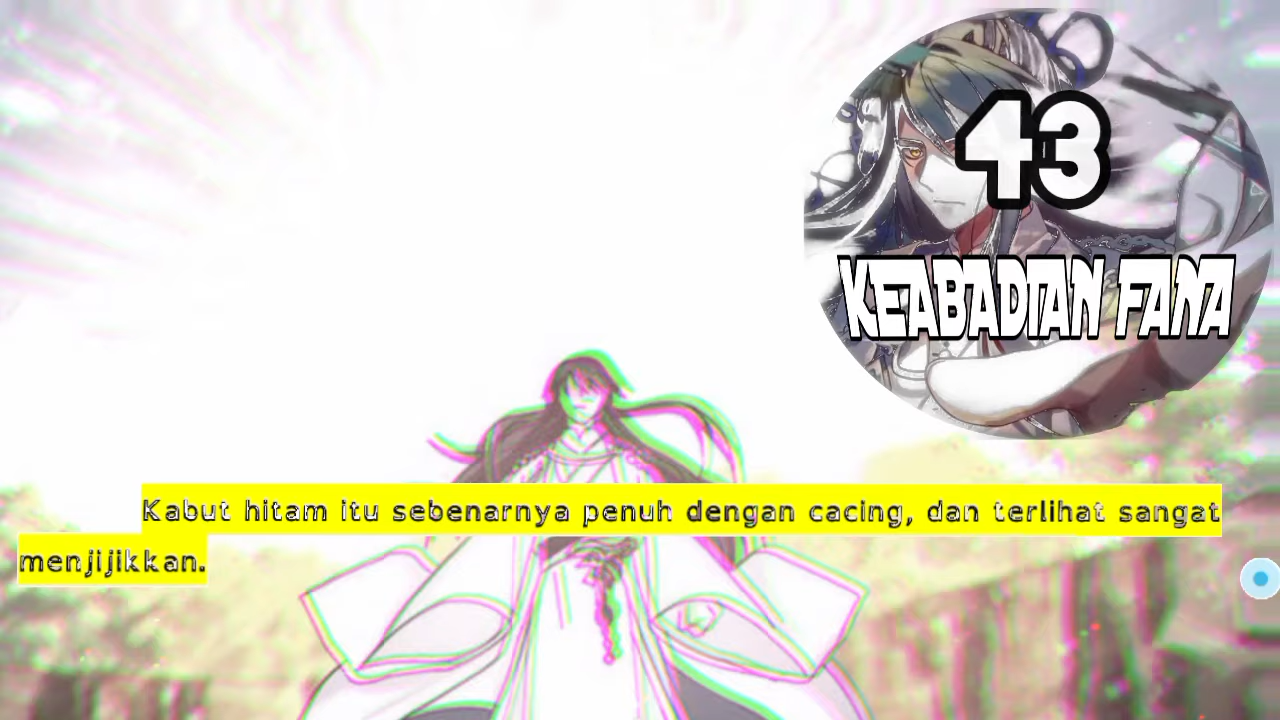 43
KEABADIAN FANA
Kabut hitam itu sebenarnya penuh dengan cacing, dan terlihat sangat
menjijikkan.